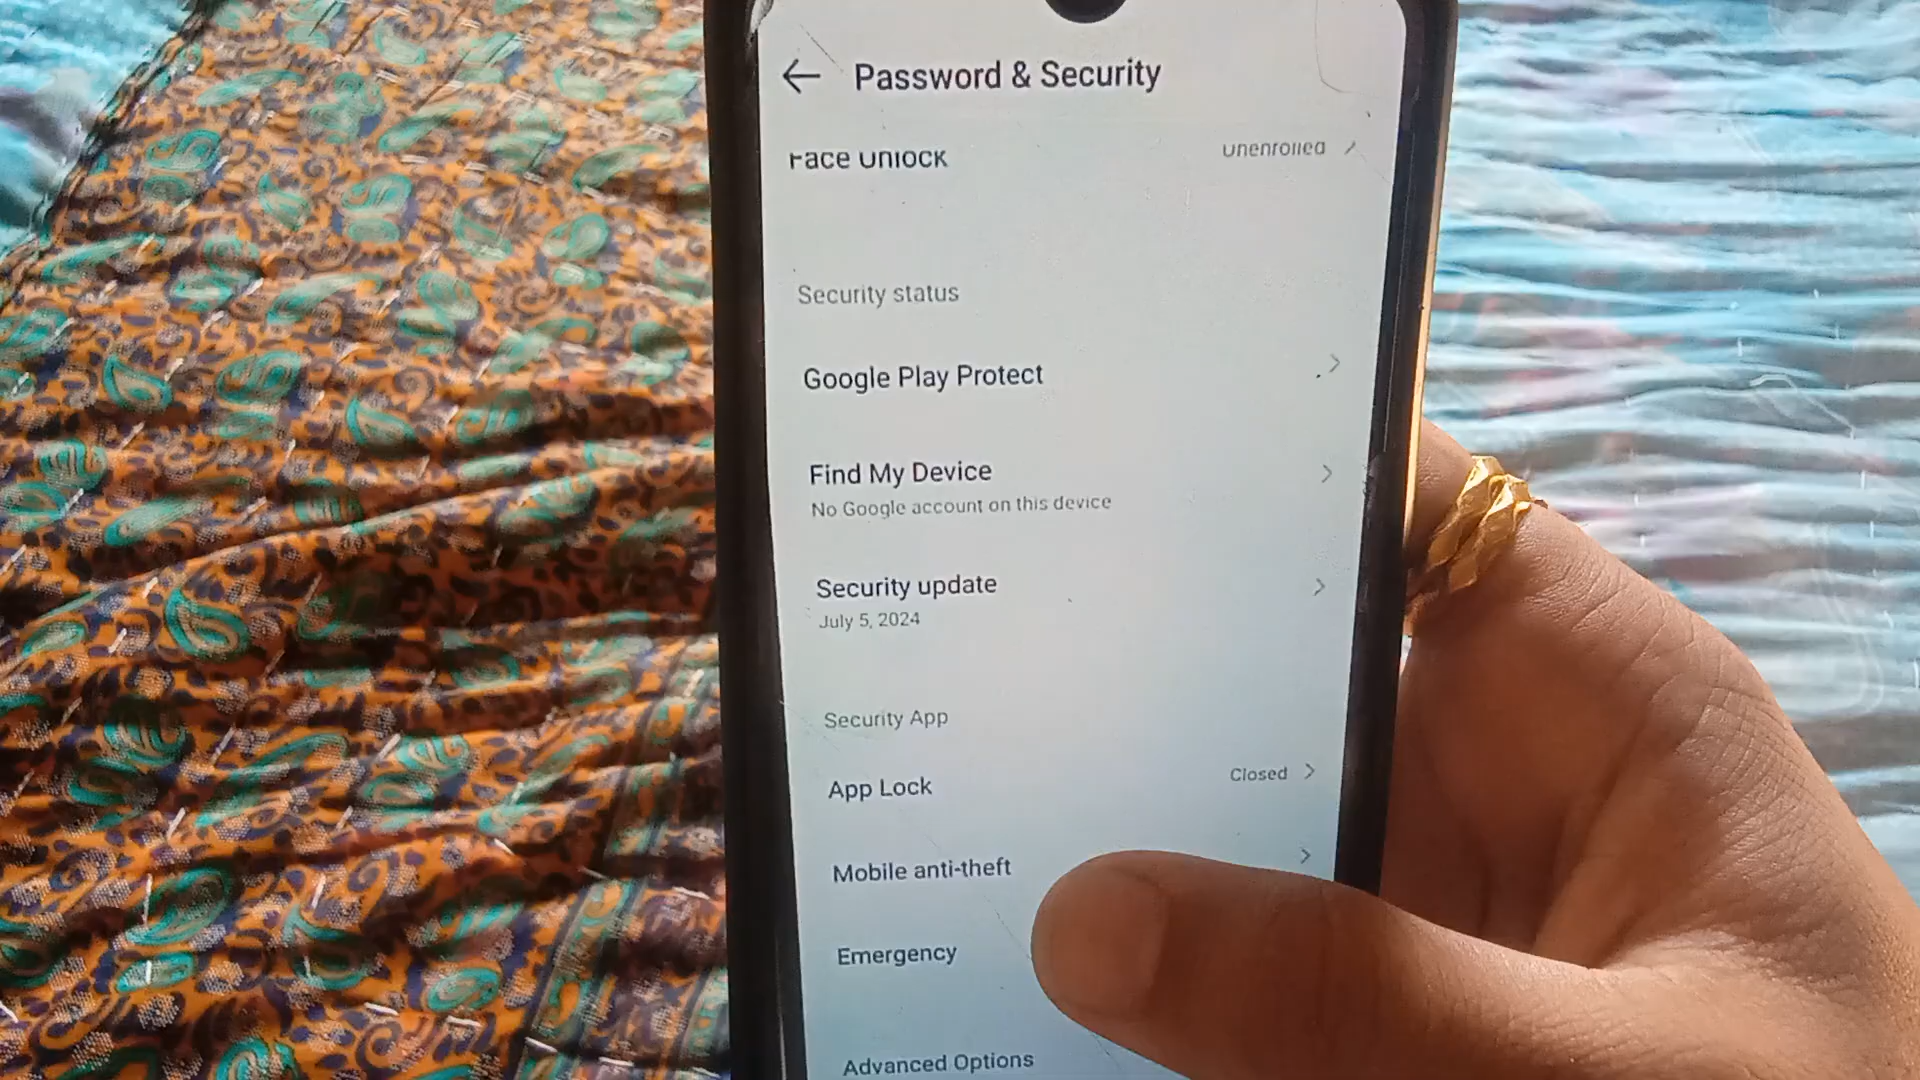 Password & Security
Face Unlock
Unenrolled
Security status
Google Play Protect
Find My Device
No Google account on this device
Security update
July 5, 2024
Security App
App Lock
Closed
Mobile anti-theft
Emergency
Advanced Options